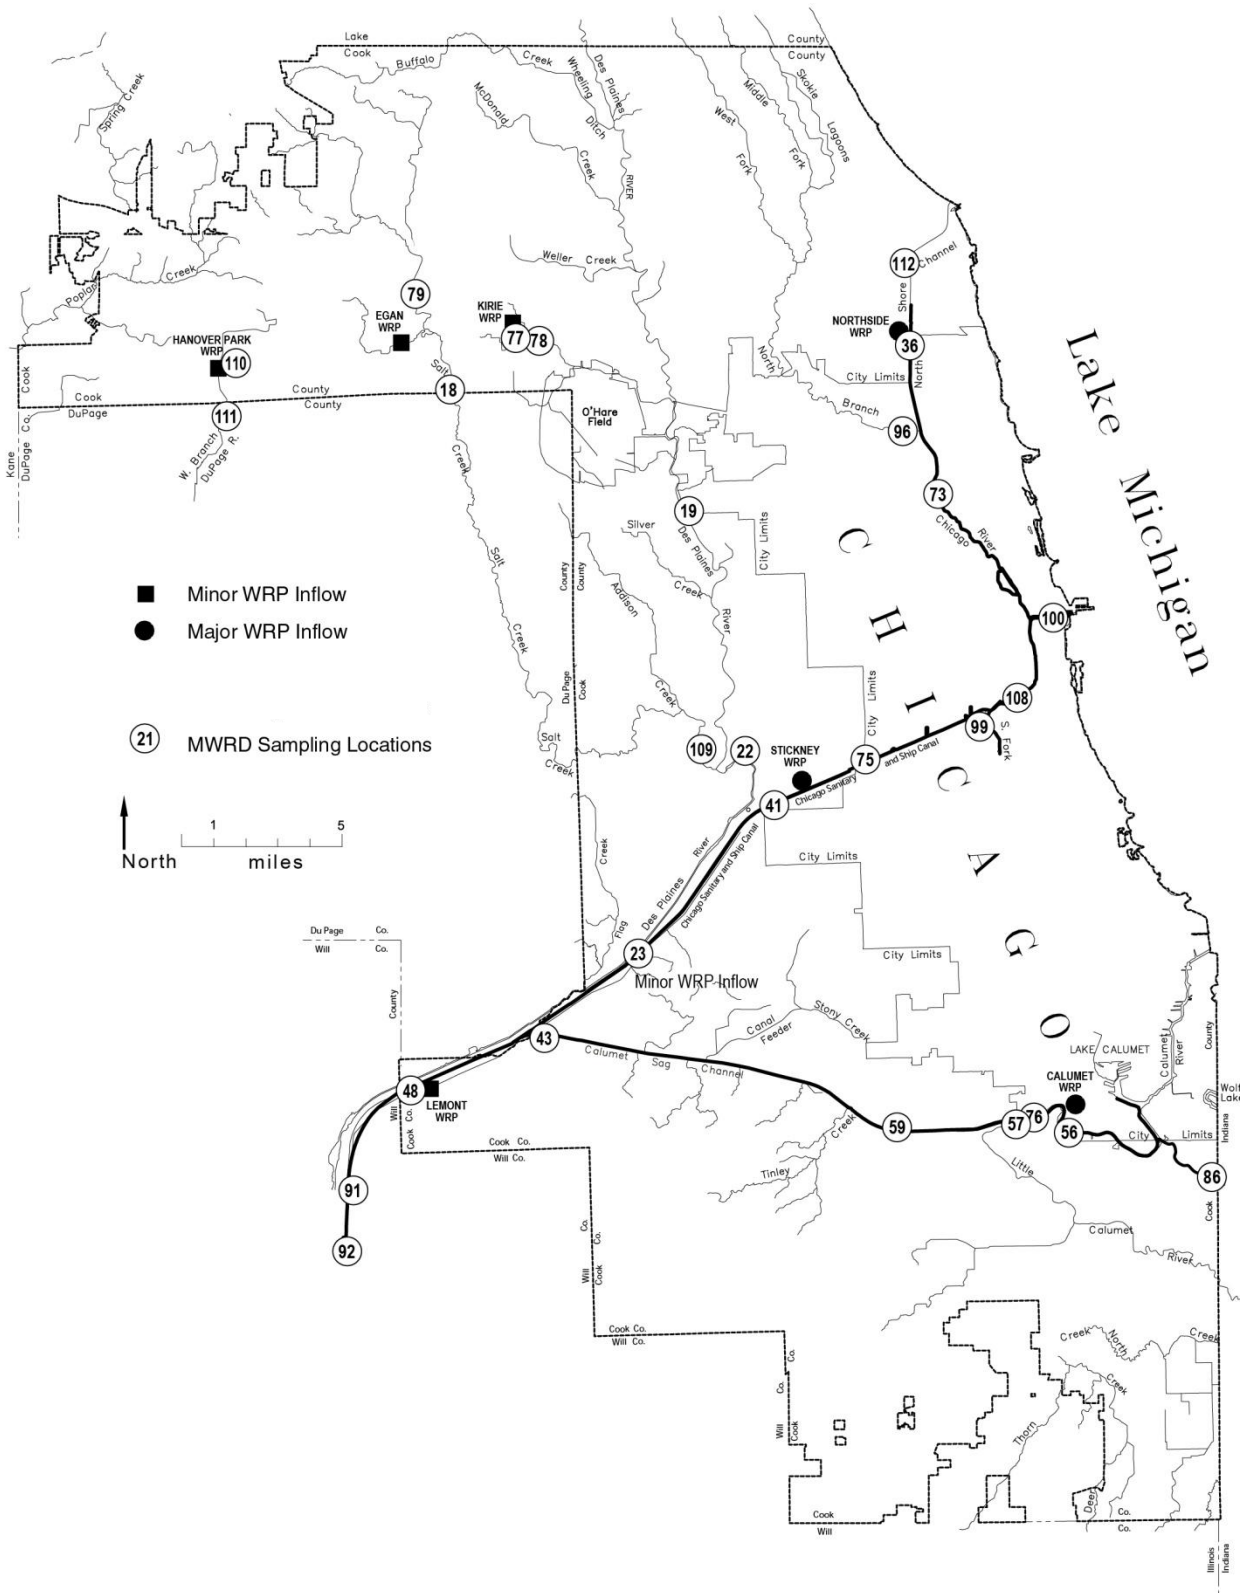 Lake County
Cook County
Buffalo Creek
Wheeling Ditch
Des Plaines RIVER
McDonald Creek
Spring Creek
West Fork
Middle Fork
Skokie Lagoons
Weller Creek
Poplar Creek
112
Channel
Shore
North
79
EGAN
WRP
KIRIE
WRP
77
78
NORTHSIDE
WRP
36
HANOVER PARK
WRP
110
Salt
18
North
City Limits
Branch
96
Cook
Cook County
DuPage County
111
O'Hare
Field
Kane
DuPage Co.
W. Branch
DuPage R.
Creek
73
Chicago River
19
Silver
Des Plaines
City Limits
Salt
County
County
Addison
Creek
River
Creek
Lake Michigan
CHICAGO
Minor WRP Inflow
Major WRP Inflow
21
MWRD Sampling Locations
100
DuPage
Cook
Creek
City Limits
108
99
S. Fork
Salt
Creek
109
22
STICKNEY
WRP
75
Chicago Sanitary and Ship Canal
41
North
1 5
miles
River
Des Plaines
Chicago Sanitary and Ship Canal
City Limits
Creek
Flag
Du Page Co.
Will Co.
23
Minor WRP Inflow
City Limits
County
43
Calumet Sag Channel
Canal
Feeder
Stony Creek
LAKE CALUMET
Calumet
River
County
CALUMET
WRP
Wolf
Lake
Indiana
48
LEMONT
WRP
Will
Cook Co.
59
57
76
56
City Limits
Creek
Tinley
Cook Co.
Will Co.
Little
86
Cook
91
92
Calumet
River
Will Co.
Cook Co.
Cook Co.
Will Co.
Creek
North
Creek
Creek
Will Co.
Cook Co.
Thorn
Deer
Cook
Will
Co.
Co.
Illinois
Indiana